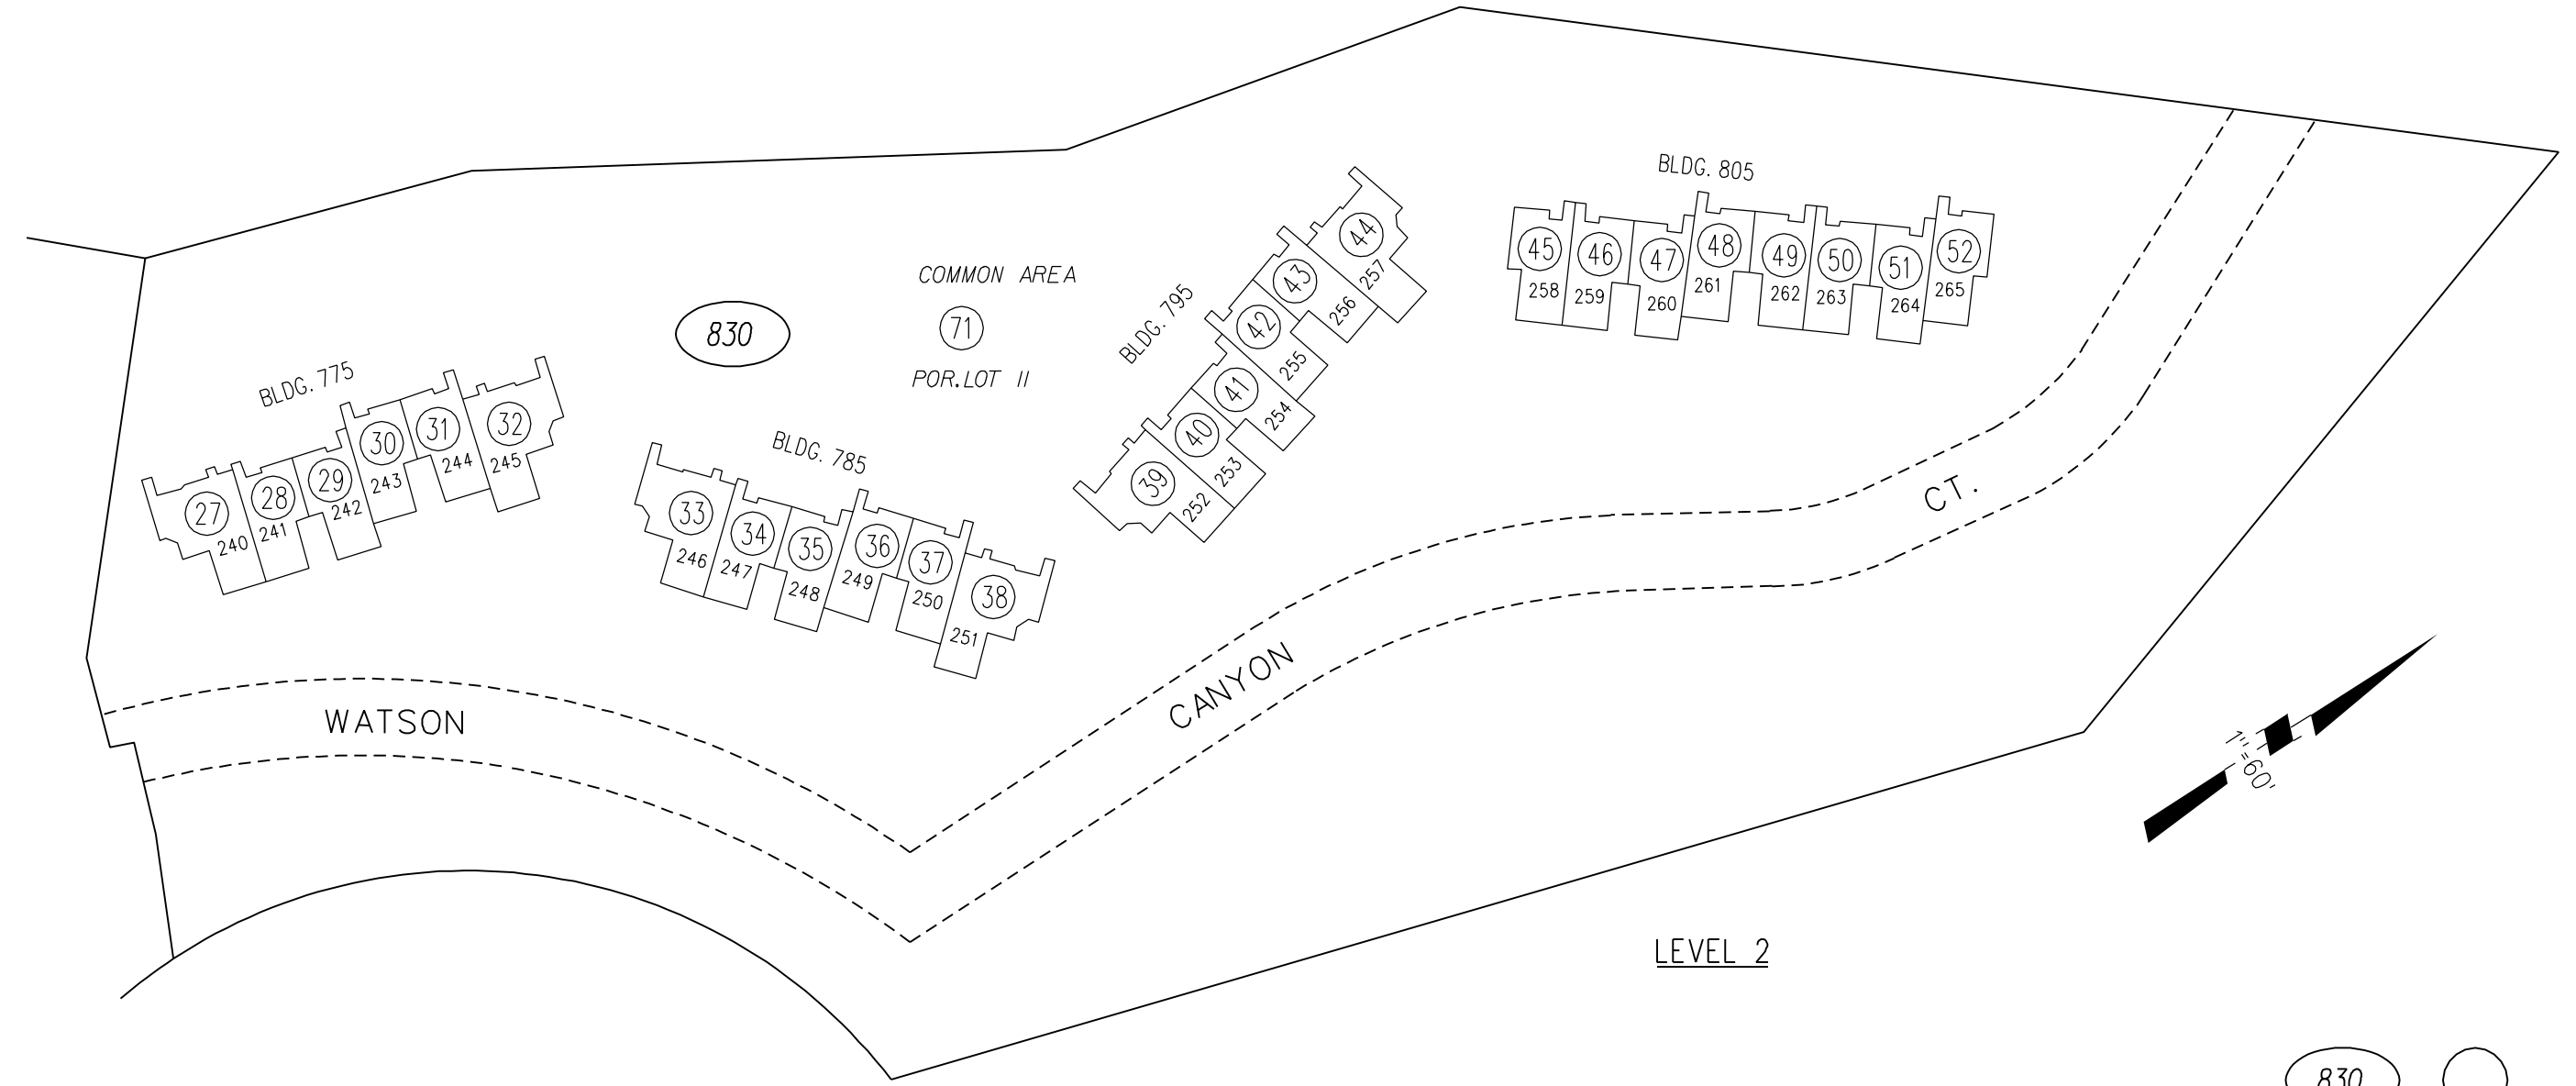 BLDG. 805
BLDG. 795
COMMON AREA
71
POR. LOT 11
830
BLDG. 775
BLDG. 785
27 28 29 30 31 32
240 241 242 243 244 245
33 34 35 36 37 38
246 247 248 249 250 251
39 40 41 42 43 44
252 253 254 255 256 257
45 46 47 48 49 50 51 52
258 259 260 261 262 263 264 265
WATSON
CANYON
CT.
1"=60'
LEVEL 2
830